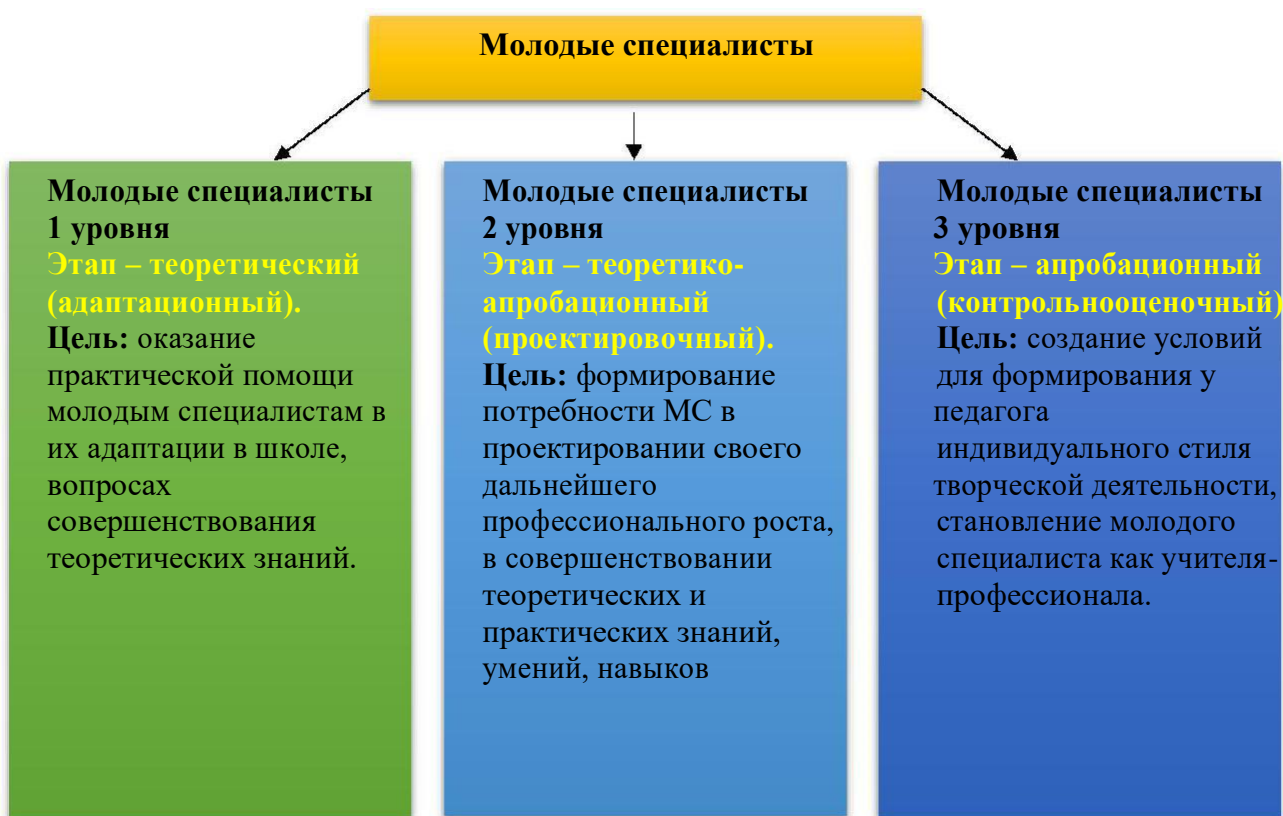 Молодые специалисты
Молодые специалисты
1 уровня
Этап – теоретический
(адаптационный).
Цель: оказание
практической помощи
молодым специалистам в
их адаптации в школе,
вопросах
совершенствования
теоретических знаний.
Молодые специалисты
2 уровня
Этап – теоретико-
апробационный
(проектировочный).
Цель: формирование
потребности МС в
проектировании своего
дальнейшего
профессионального роста,
в совершенствовании
теоретических и
практических знаний,
умений, навыков
Молодые специалисты
3 уровня
Этап – апробационный
(контрольнооценочный)
Цель: создание условий
для формирования у
педагога
индивидуального стиля
творческой деятельности,
становление молодого
специалиста как учителя-
профессионала.